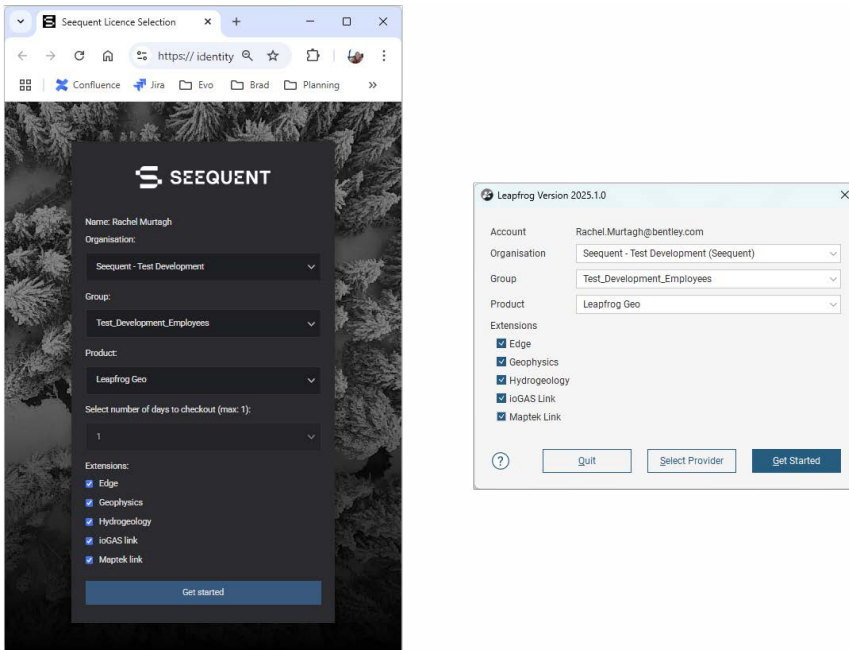 Seequent Licence Selection
https://identity
Confluence
Jira
Evo
Brad
Planning
SEEQUENT
Name: Rachel Murtagh
Organisation:
Seequent - Test Development
Group:
Test_Development_Employees
Product:
Leapfrog Geo
Select number of days to checkout (max: 1):
1
Extensions:
Edge
Geophysics
Hydrogeology
ioGAS link
Maptek link
Get started
Leapfrog Version 2025.1.0
Account Rachel.Murtagh@bentley.com
Organisation Seequent - Test Development (Seequent)
Group Test_Development_Employees
Product Leapfrog Geo
Extensions
Edge
Geophysics
Hydrogeology
ioGAS Link
Maptek Link
? Quit Select Provider Get Started